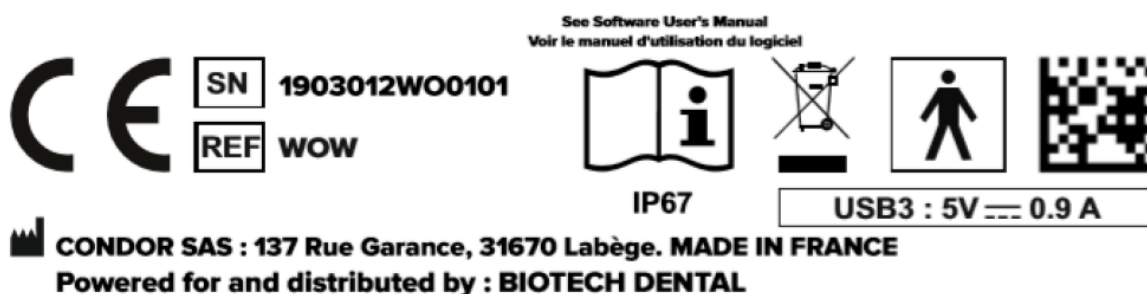 See Software User's Manual
Voir le manuel d'utilisation du logiciel
CE
SN 1903012WO0101
REF WOW
IP67
USB3 : 5V ⎓ 0.9 A
CONDOR SAS : 137 Rue Garance, 31670 Labège. MADE IN FRANCE
Powered for and distributed by : BIOTECH DENTAL